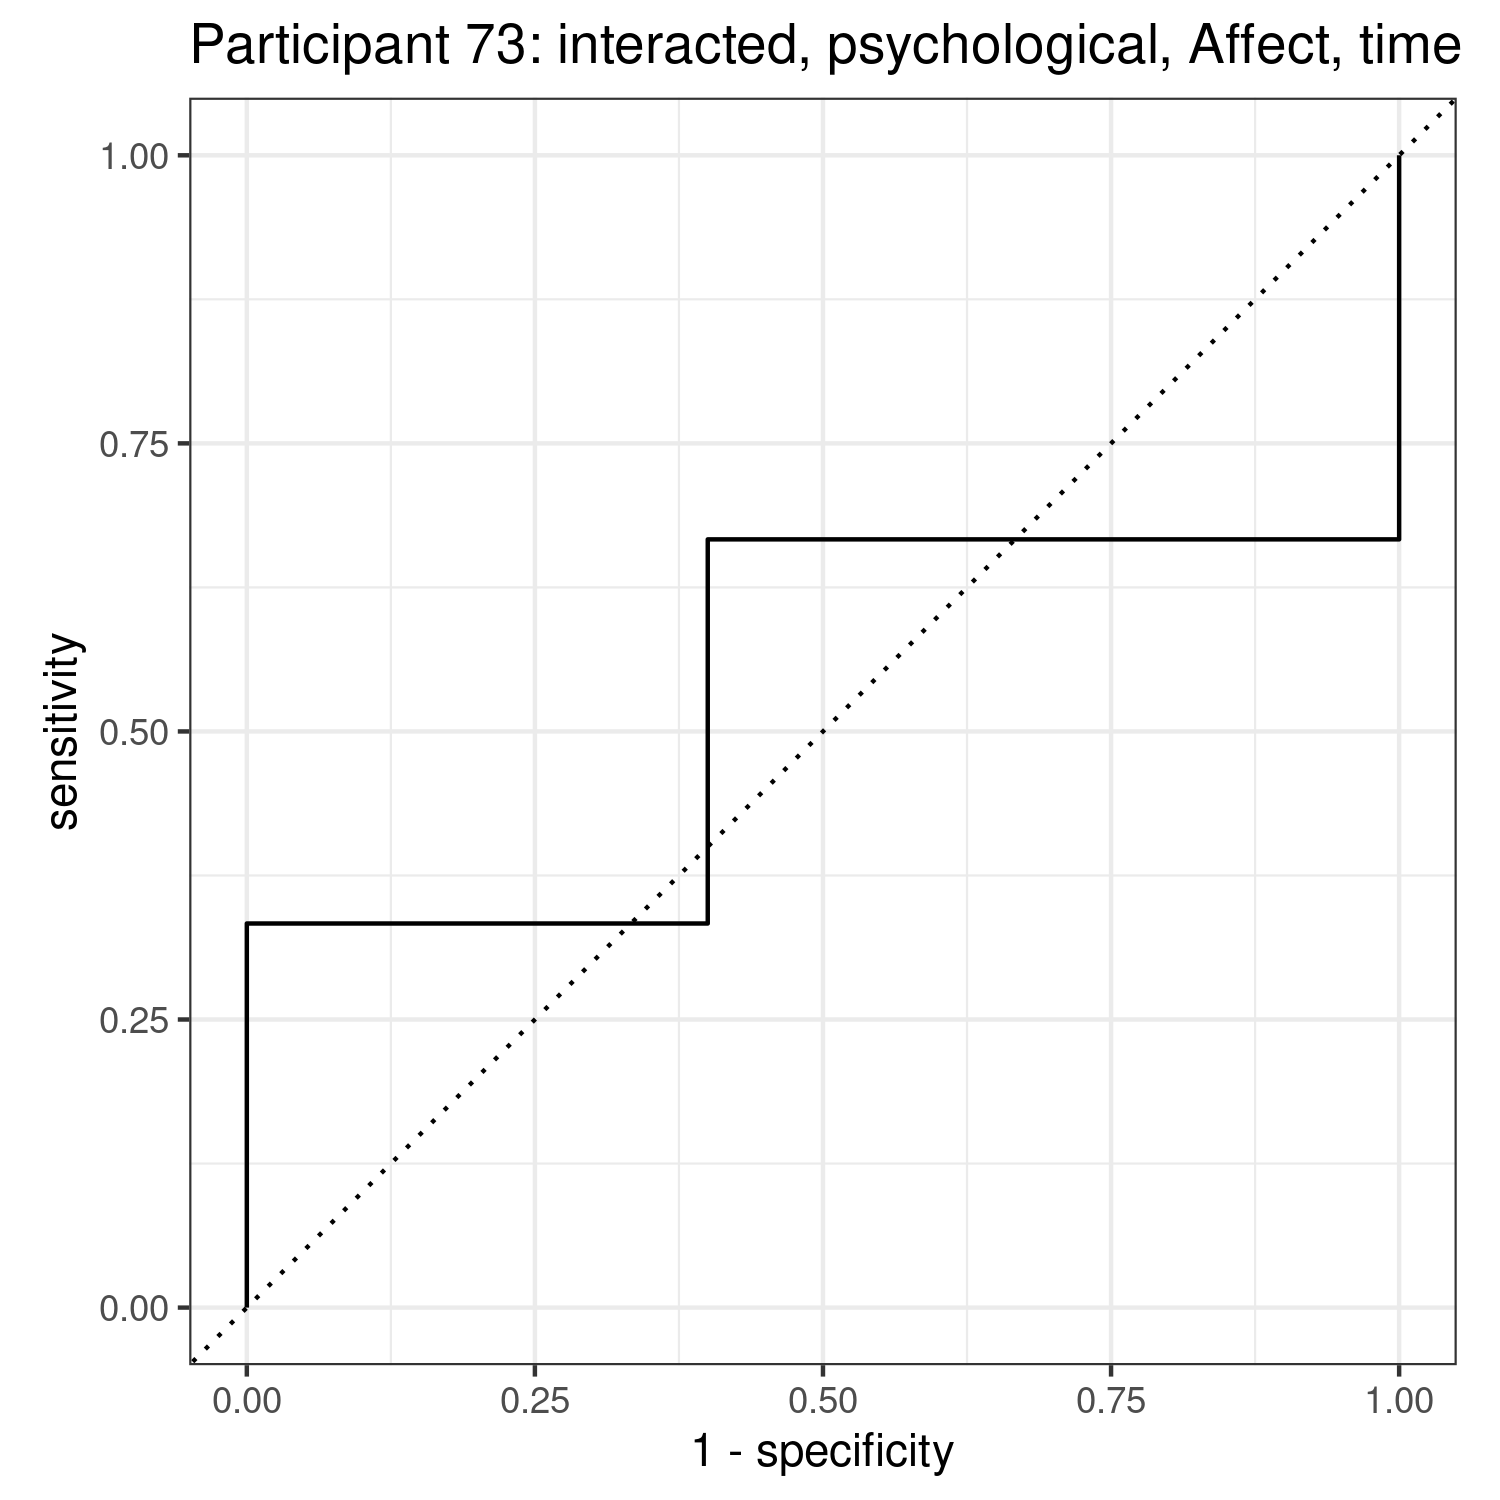 Participant 73: interacted, psychological, Affect, time
1.00
0.75
0.50
0.25
0.00
sensitivity
0.00 0.25 0.50 0.75 1.00
1 - specificity